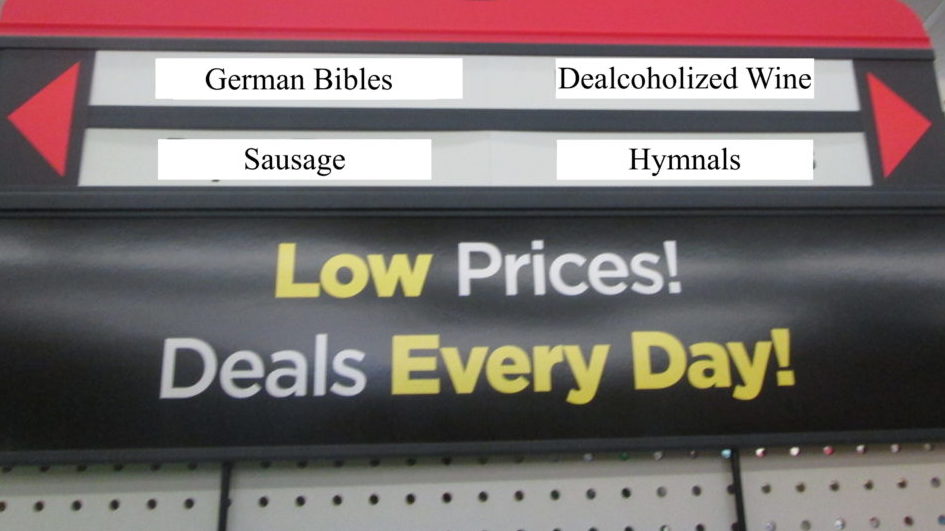 German Bibles Dealcoholized Wine
Sausage Hymnals
Low Prices!
Deals Every Day!